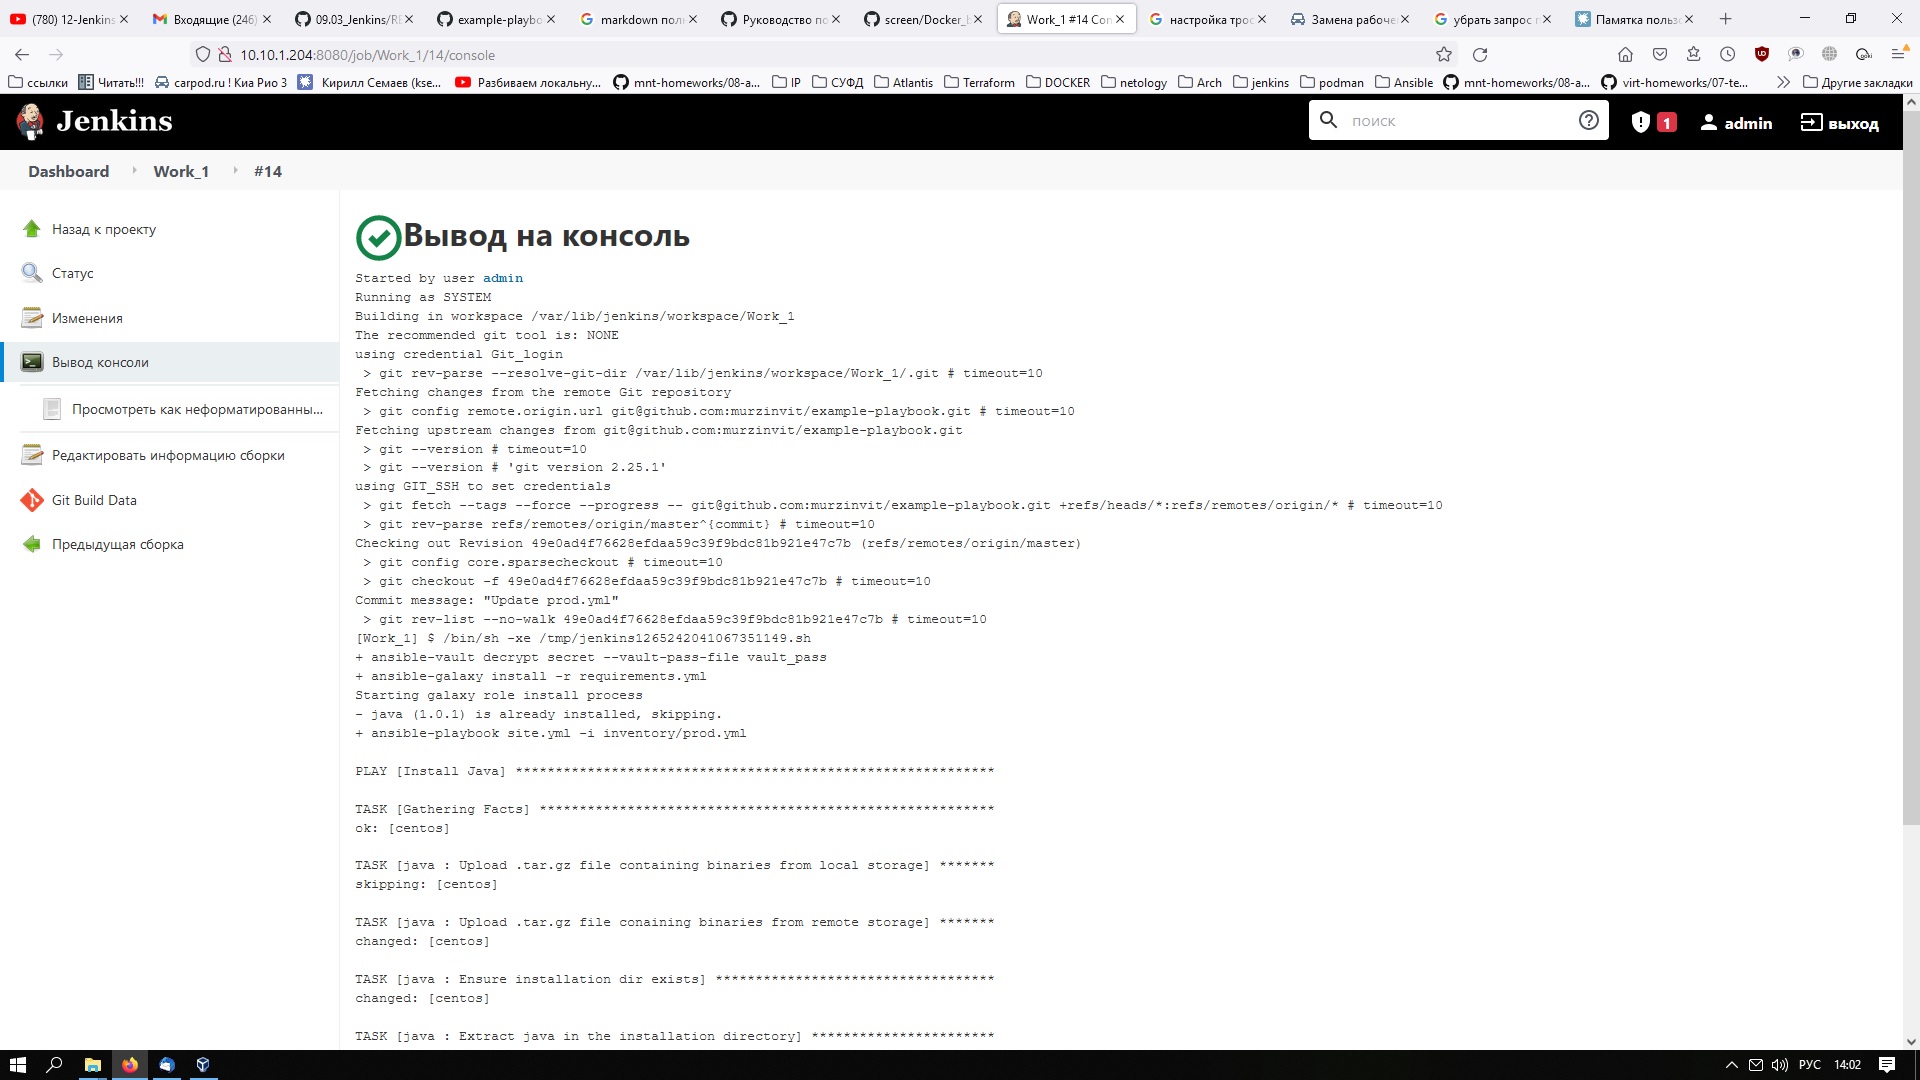 (780) 12-Jenkins
Входящие (246)
09.03_Jenkins/RE
example-playbo
markdown пол
Руководство по
screen/Docker_b
Work_1 #14 Con
настройка трос
Замена рабоче
убрать запрос п
Памятка польз
10.10.1.204:8080/job/Work_1/14/console
ссылки
Читать!!!
carpod.ru ! Киа Рио 3
Кирилл Семаев (kse...
Разбиваем локальну...
mnt-homeworks/08-a...
IP
СУФД
Atlantis
Terraform
DOCKER
netology
Arch
jenkins
podman
Ansible
mnt-homeworks/08-a...
virt-homeworks/07-te...
Другие закладки
Jenkins
поиск
1
admin
выход
Dashboard
Work_1
#14
Назад к проекту
Статус
Изменения
Вывод консоли
Просмотреть как неформатированны...
Редактировать информацию сборки
Git Build Data
Предыдущая сборка
Вывод на консоль
Started by user admin
Running as SYSTEM
Building in workspace /var/lib/jenkins/workspace/Work_1
The recommended git tool is: NONE
using credential Git_login
> git rev-parse --resolve-git-dir /var/lib/jenkins/workspace/Work_1/.git # timeout=10
Fetching changes from the remote Git repository
> git config remote.origin.url git@github.com:murzinvit/example-playbook.git # timeout=10
Fetching upstream changes from git@github.com:murzinvit/example-playbook.git
> git --version # timeout=10
> git --version # 'git version 2.25.1'
using GIT_SSH to set credentials
> git fetch --tags --force --progress -- git@github.com:murzinvit/example-playbook.git +refs/heads/*:refs/remotes/origin/* # timeout=10
> git rev-parse refs/remotes/origin/master^{commit} # timeout=10
Checking out Revision 49e0ad4f76628efdaa59c39f9bdc81b921e47c7b (refs/remotes/origin/master)
> git config core.sparsecheckout # timeout=10
> git checkout -f 49e0ad4f76628efdaa59c39f9bdc81b921e47c7b # timeout=10
Commit message: "Update prod.yml"
> git rev-list --no-walk 49e0ad4f76628efdaa59c39f9bdc81b921e47c7b # timeout=10
[Work_1] $ /bin/sh -xe /tmp/jenkins1265242041067351149.sh
+ ansible-vault decrypt secret --vault-pass-file vault_pass
+ ansible-galaxy install -r requirements.yml
Starting galaxy role install process
- java (1.0.1) is already installed, skipping.
+ ansible-playbook site.yml -i inventory/prod.yml
PLAY [Install Java] ************************************************************
TASK [Gathering Facts] *********************************************************
ok: [centos]
TASK [java : Upload .tar.gz file containing binaries from local storage] *******
skipping: [centos]
TASK [java : Upload .tar.gz file conaining binaries from remote storage] *******
changed: [centos]
TASK [java : Ensure installation dir exists] ***********************************
changed: [centos]
TASK [java : Extract java in the installation directory] ***********************
РУС
14:02